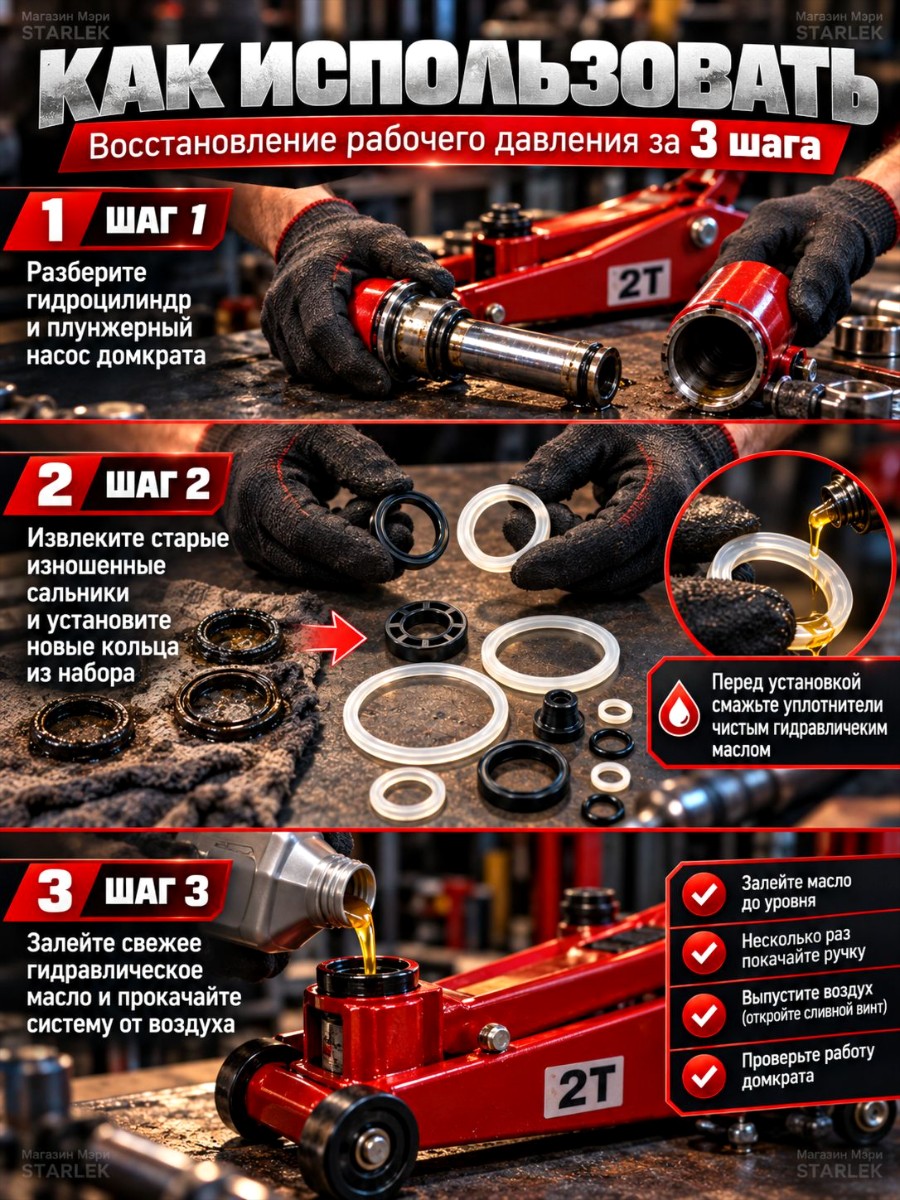 Магазин Мэри
STARLEK
Магазин Мэри
STARLEK
КАК ИСПОЛЬЗОВАТЬ
Восстановление рабочего давления за 3 шага
1 ШАГ 1
Разберите
гидроцилиндр
и плунжерный
насос домкрата
2T
2 ШАГ 2
Извлеките старые
изношенные
сальники
и установите
новые кольца
из набора
Перед установкой
смажьте уплотнители
чистым гидравличеким
маслом
3 ШАГ 3
Залейте свежее
гидравлическое
масло и прокачайте
систему от воздуха
Залейте масло
до уровня
Несколько раз
покачайте ручку
Выпустите воздух
(откройте сливной винт)
Проверьте работу
домкрата
2T
Магазин Мэри
STARLEK
Магазин Мэри
STARLEK